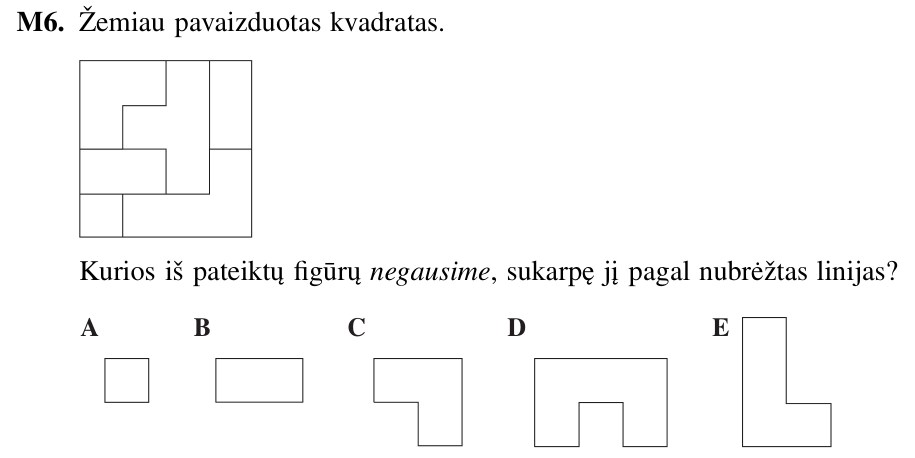 M6. Žemiau pavaizduotas kvadratas.
Kurios iš pateiktų figūrų negausime, sukarpę jį pagal nubrėžtas linijas?
A B C D E